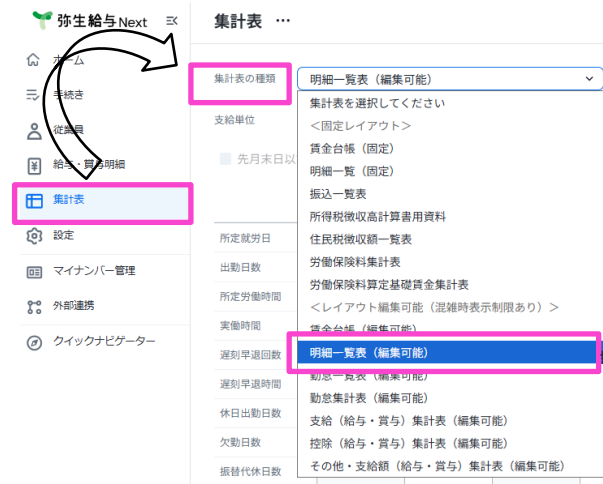 弥生給与 Next
ホーム
手続き
従業員
給与・賞与明細
集計表
設定
マイナンバー管理
外部連携
クイックナビゲーター
集計表 …
集計表の種類
明細一覧表（編集可能）
支給単位
先月末日以
所定就労日
出勤日数
所定労働時間
実働時間
遅刻早退回数
遅刻早退時間
休日出勤日数
欠勤日数
振替代休日数
集計表を選択してください
＜固定レイアウト＞
賃金台帳（固定）
明細一覧（固定）
振込一覧表
所得税徴収高計算書用資料
住民税徴収額一覧表
労働保険料集計表
労働保険料算定基礎賃金集計表
＜レイアウト編集可能（混雑時表示制限あり）＞
賃金台帳（編集可能）
明細一覧表（編集可能）
勤怠一覧表（編集可能）
勤怠集計表（編集可能）
支給（給与・賞与）集計表（編集可能）
控除（給与・賞与）集計表（編集可能）
その他・支給額（給与・賞与）集計表（編集可能）